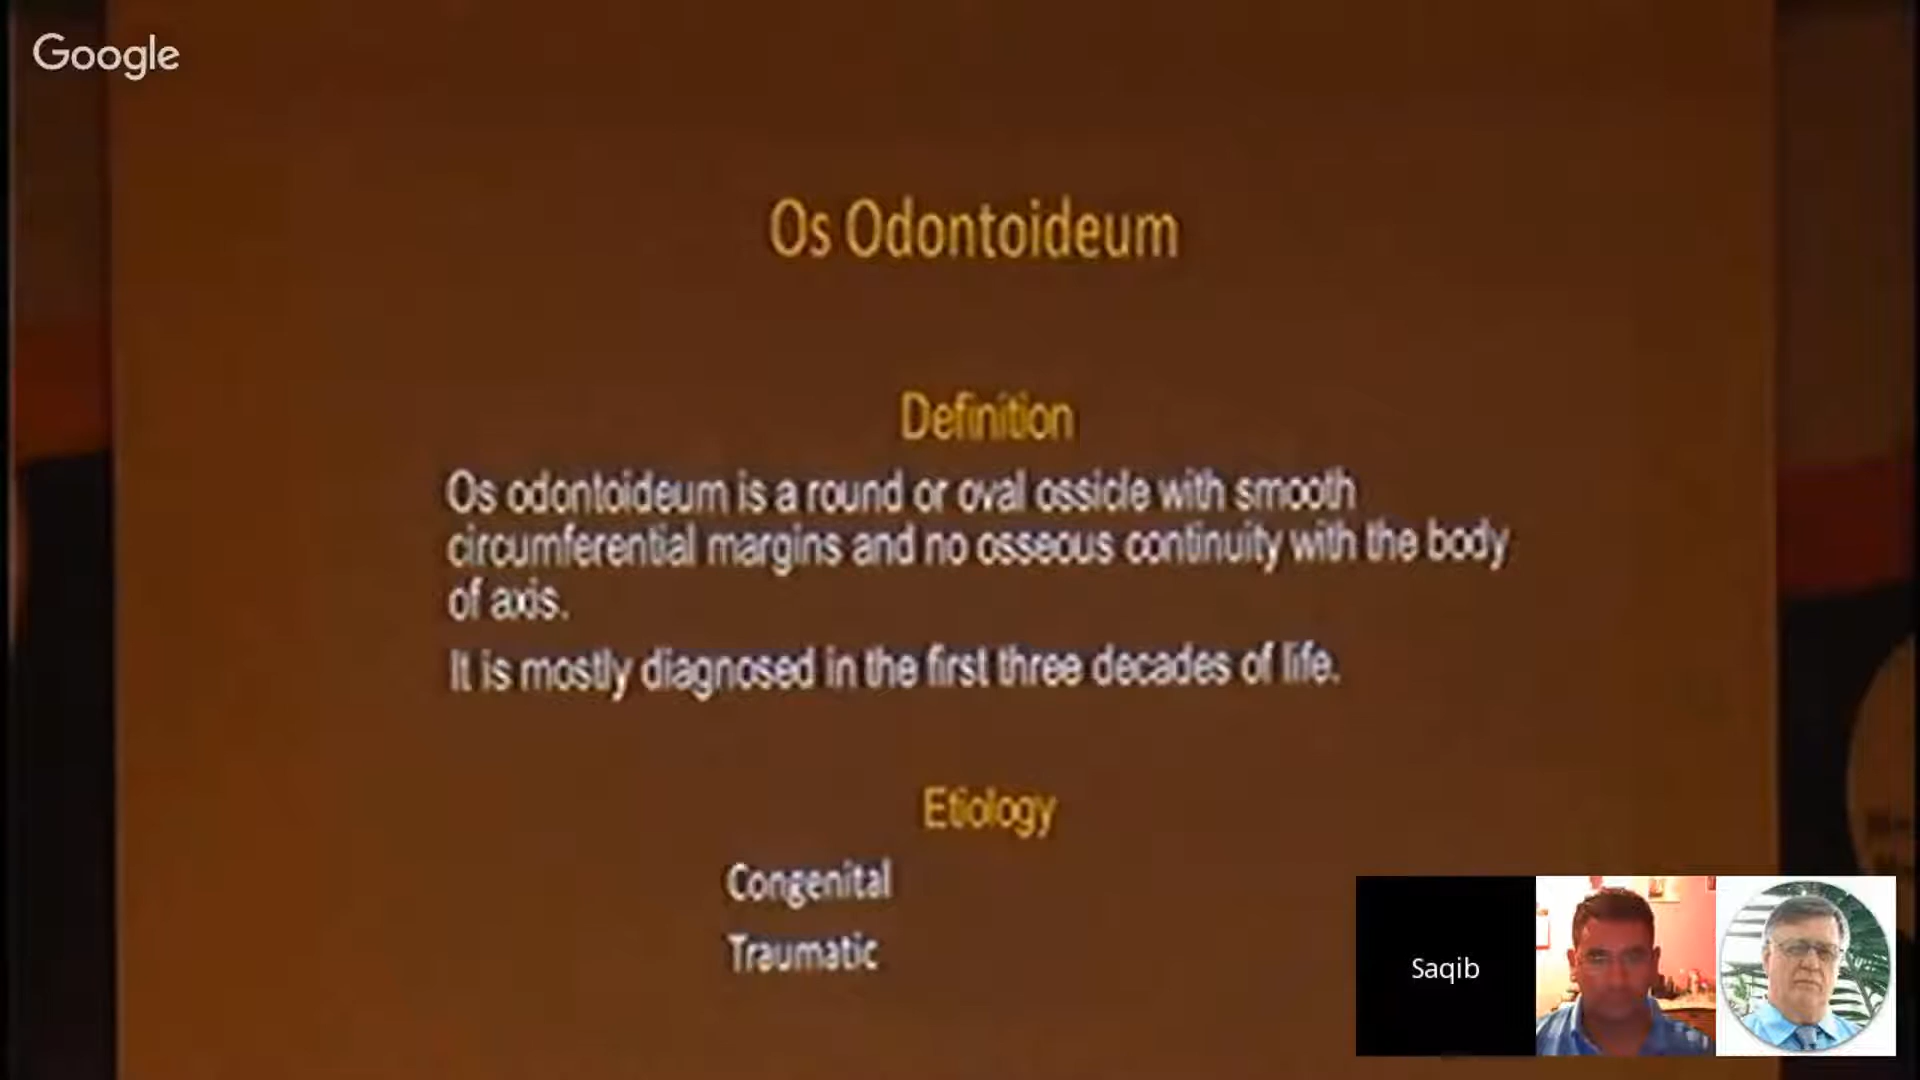 Google
Os Odontoideum
Definition
Os odontoideum is a round or oval ossicle with smooth
circumferential margins and no osseous continuity with the body
of axis.
It is mostly diagnosed in the first three decades of life.
Etiology
Congenital
Traumatic
Saqib